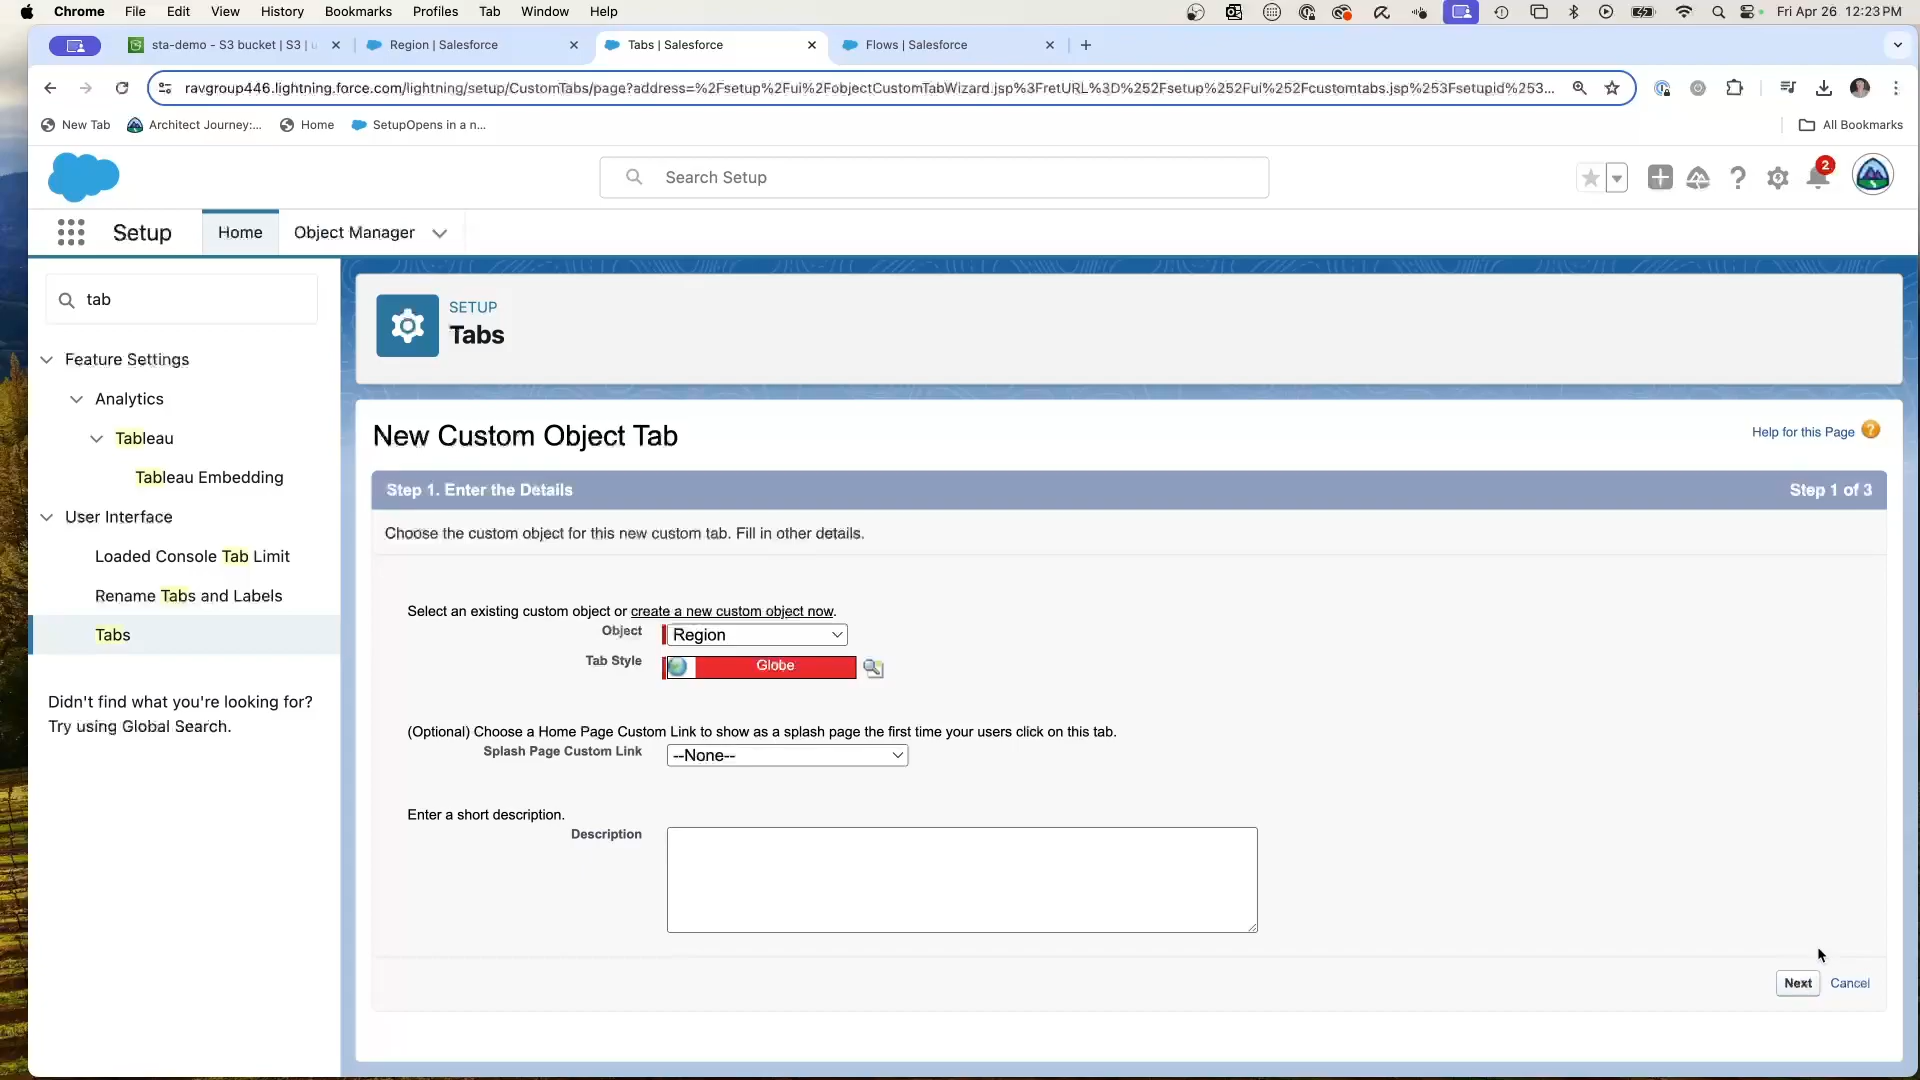 Chrome File Edit View History Bookmarks Profiles Tab Window Help Fri Apr 26 12:23 PM
sta-demo - S3 bucket | S3 | u Region | Salesforce Tabs | Salesforce Flows | Salesforce
ravgroup446.lightning.force.com/lightning/setup/CustomTabs/page?address=%2Fsetup%2Fui%2FobjectCustomTabWizard.jsp%3FretURL%3D%252Fsetup%252Fui%252Fcustomtabs.jsp%253Fsetupid%253...
New Tab Architect Journey:... Home SetupOpens in a n... All Bookmarks
Search Setup
2
Setup Home Object Manager
tab
Feature Settings
Analytics
Tableau
Tableau Embedding
User Interface
Loaded Console Tab Limit
Rename Tabs and Labels
Tabs
Didn't find what you're looking for?
Try using Global Search.
SETUP
Tabs
New Custom Object Tab
Help for this Page ?
Step 1. Enter the Details Step 1 of 3
Choose the custom object for this new custom tab. Fill in other details.
Select an existing custom object or create a new custom object now.
Object Region
Tab Style Globe
(Optional) Choose a Home Page Custom Link to show as a splash page the first time your users click on this tab.
Splash Page Custom Link --None--
Enter a short description.
Description
Next Cancel